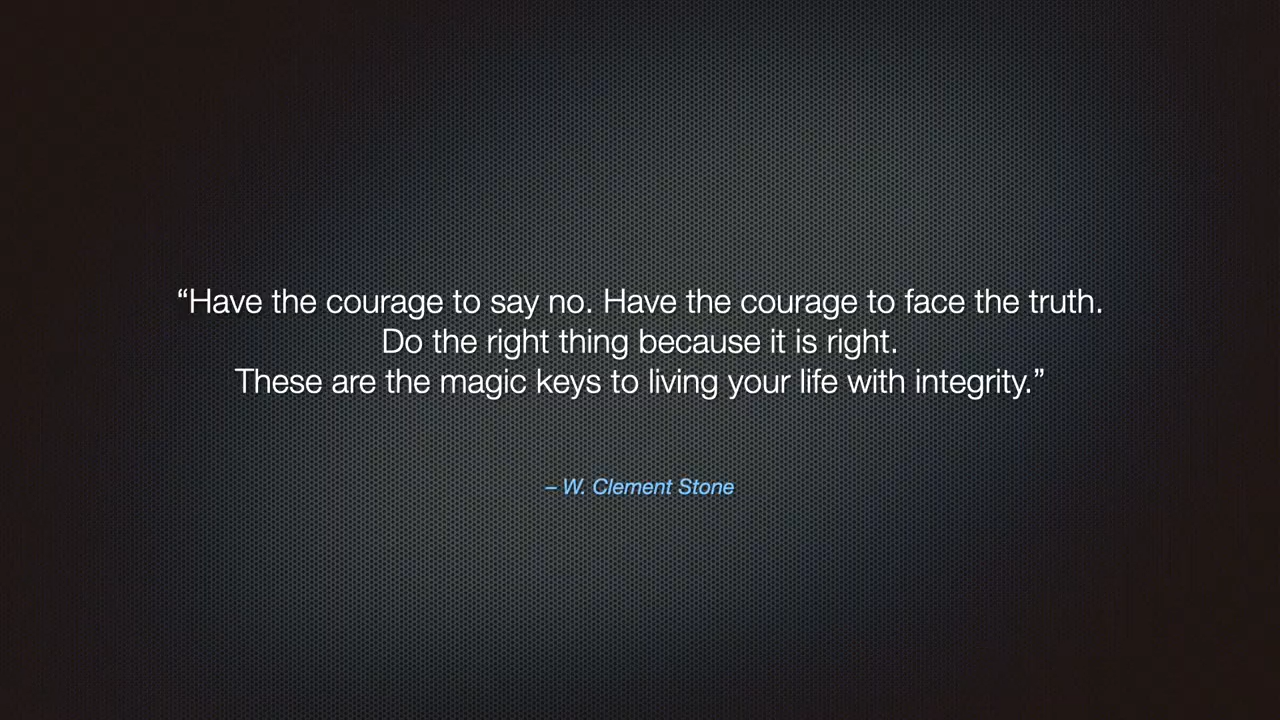 “Have the courage to say no. Have the courage to face the truth.
Do the right thing because it is right.
These are the magic keys to living your life with integrity.”
– W. Clement Stone